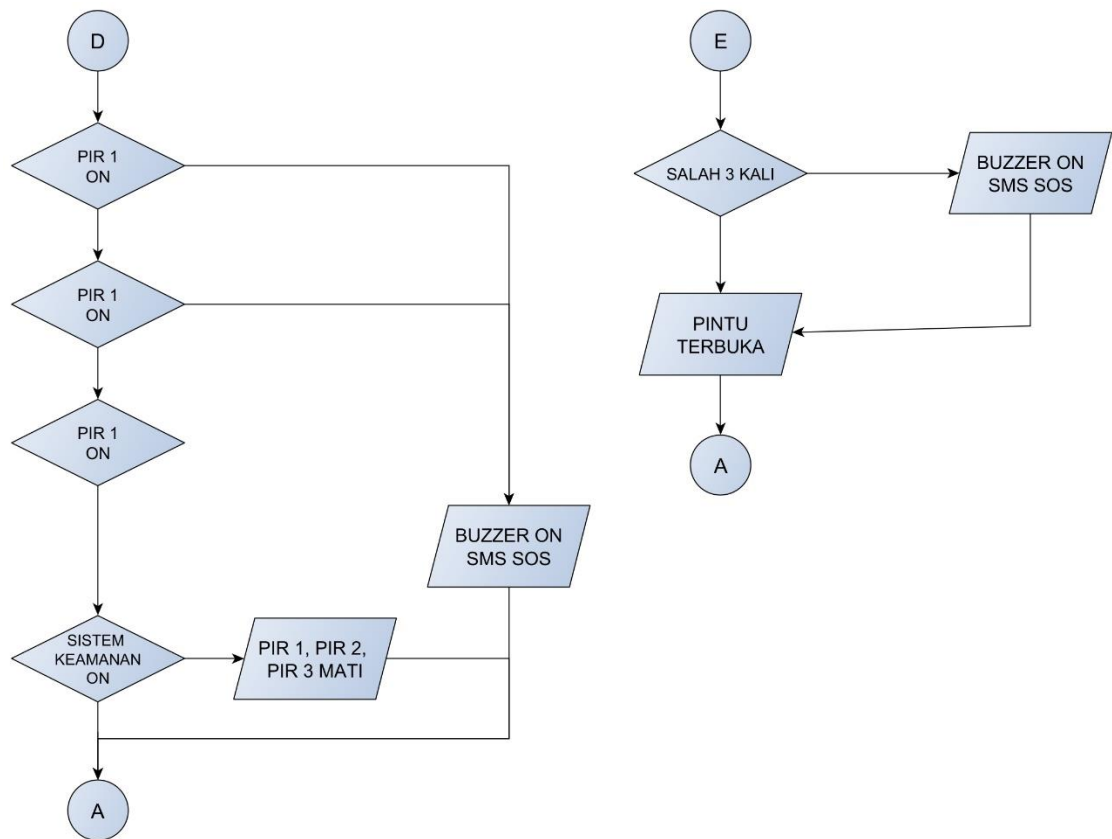 D
PIR 1
ON
PIR 1
ON
PIR 1
ON
BUZZER ON
SMS SOS
SISTEM
KEAMANAN
ON
PIR 1, PIR 2,
PIR 3 MATI
A
E
SALAH 3 KALI
BUZZER ON
SMS SOS
PINTU
TERBUKA
A